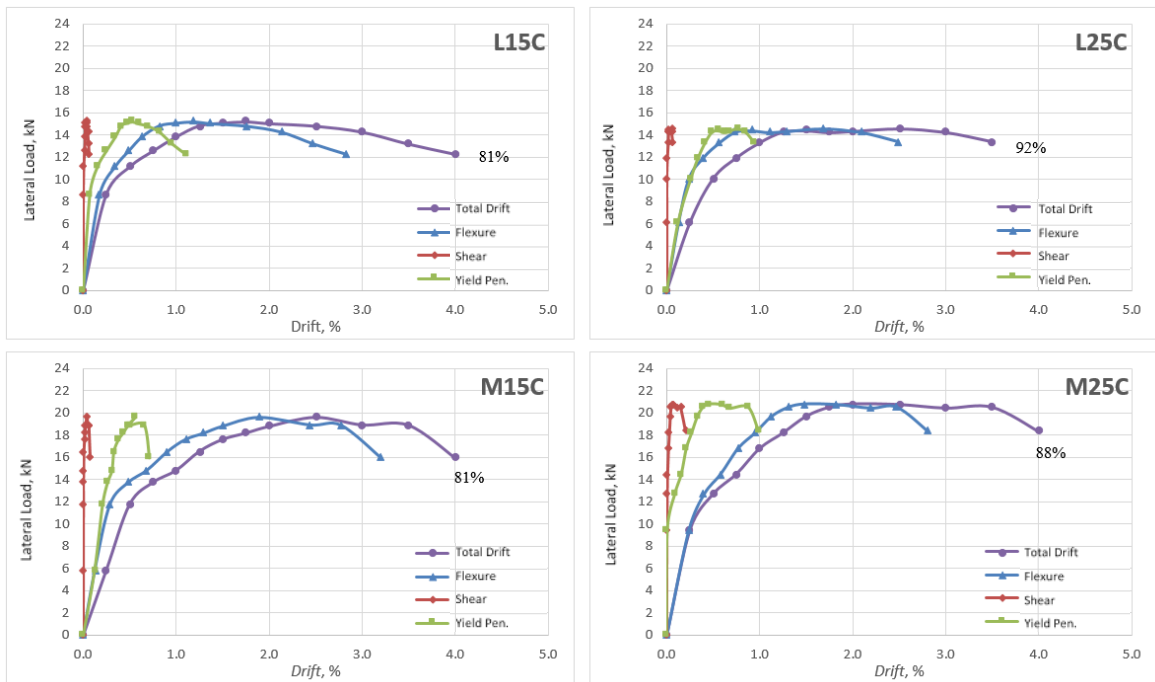 L15C
24
22
20
18
16
14
12
10
8
6
4
2
0
Lateral Load, kN
81%
Total Drift
Flexure
Shear
Yield Pen.
0.0 1.0 2.0 3.0 4.0 5.0
Drift, %
L25C
24
22
20
18
16
14
12
10
8
6
4
2
0
Lateral Load, kN
92%
Total Drift
Flexure
Shear
Yield Pen.
0.0 1.0 2.0 3.0 4.0 5.0
Drift, %
M15C
24
22
20
18
16
14
12
10
8
6
4
2
0
Lateral Load, kN
81%
Total Drift
Flexure
Shear
Yield Pen.
0.0 1.0 2.0 3.0 4.0 5.0
Drift, %
M25C
24
22
20
18
16
14
12
10
8
6
4
2
0
Lateral Load, kN
88%
Total Drift
Flexure
Shear
Yield Pen.
0.0 1.0 2.0 3.0 4.0 5.0
Drift, %